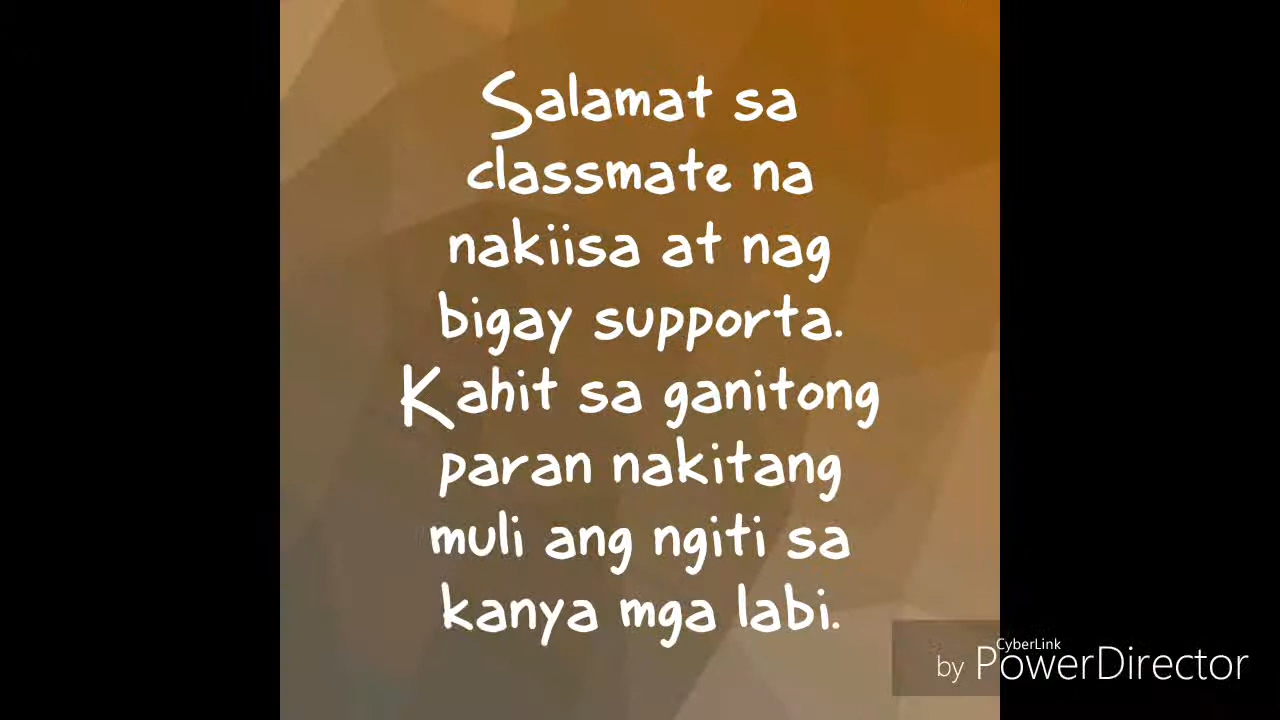 Salamat sa
classmate na
nakiisa at nag
bigay supporta.
Kahit sa ganitong
paran nakitang
muli ang ngiti sa
kanya mga labi.
CyberLink
by PowerDirector